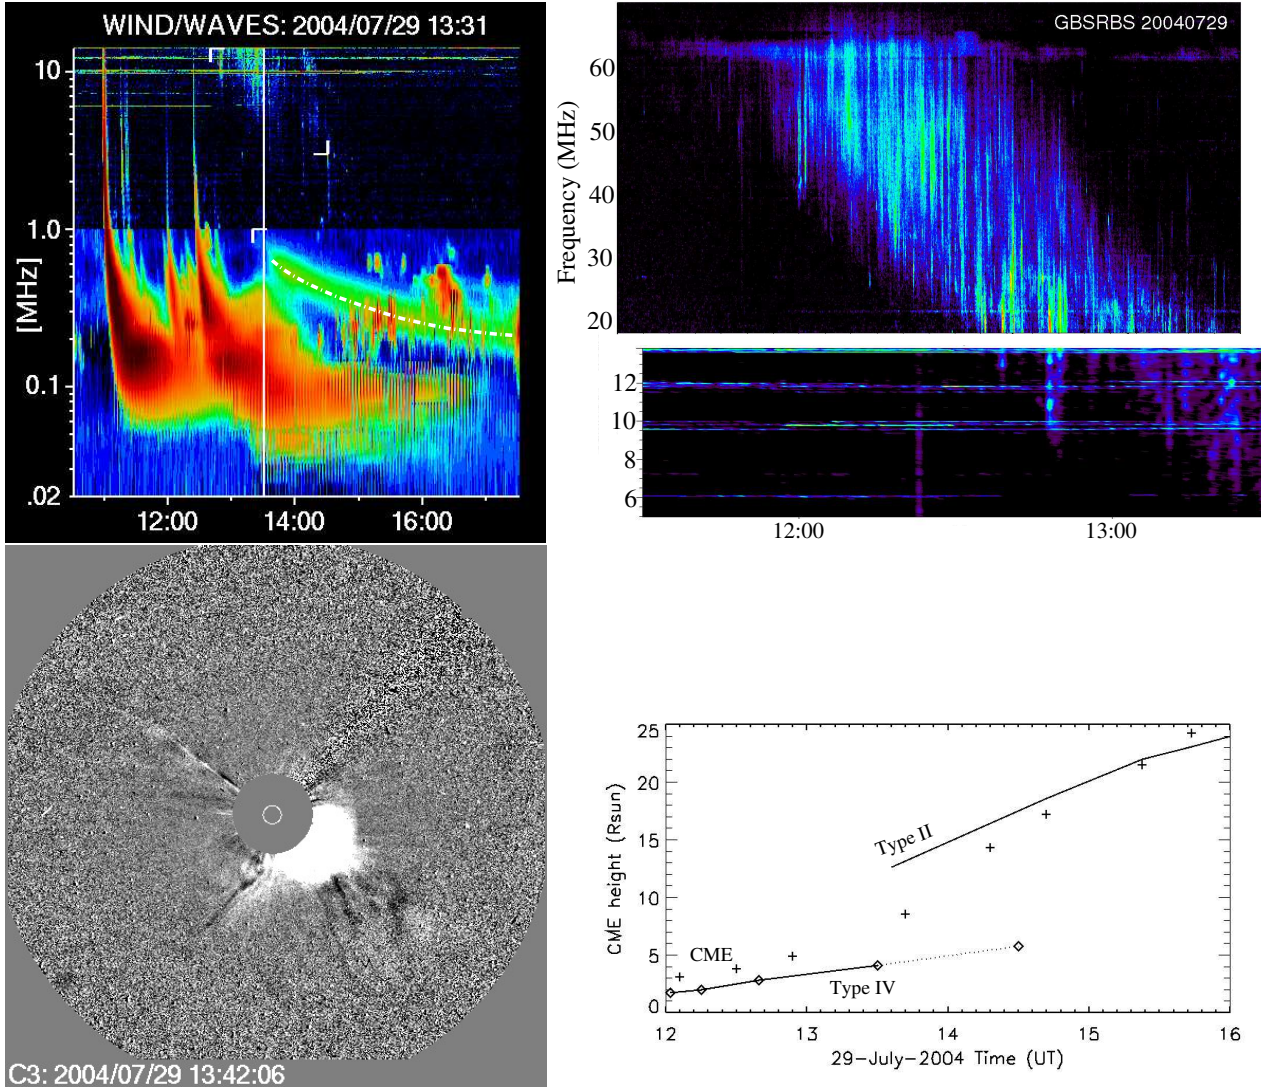 WIND/WAVES: 2004/07/29 13:31
10
1.0
[MHz]
0.1
.02
12:00 14:00 16:00
GBSRBS 20040729
Frequency (MHz)
60
50
40
30
20
12
10
8
6
12:00 13:00
C3: 2004/07/29 13:42:06
25
20
15
10
5
0
CME height (Rsun)
Type II
CME
Type IV
12 13 14 15 16
29-July-2004 Time (UT)